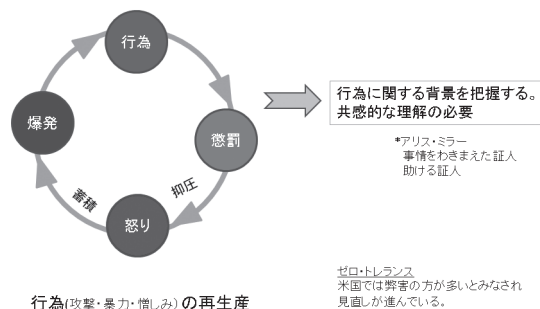 行為
懲罰
抑圧
怒り
蓄積
爆発
行為(攻撃・暴力・憎しみ)の再生産
行為に関する背景を把握する。
共感的な理解の必要
*アリス・ミラー
事情をわきまえた証人
助ける証人
ゼロ・トレランス
米国では弊害の方が多いとみなされ
見直しが進んでいる。